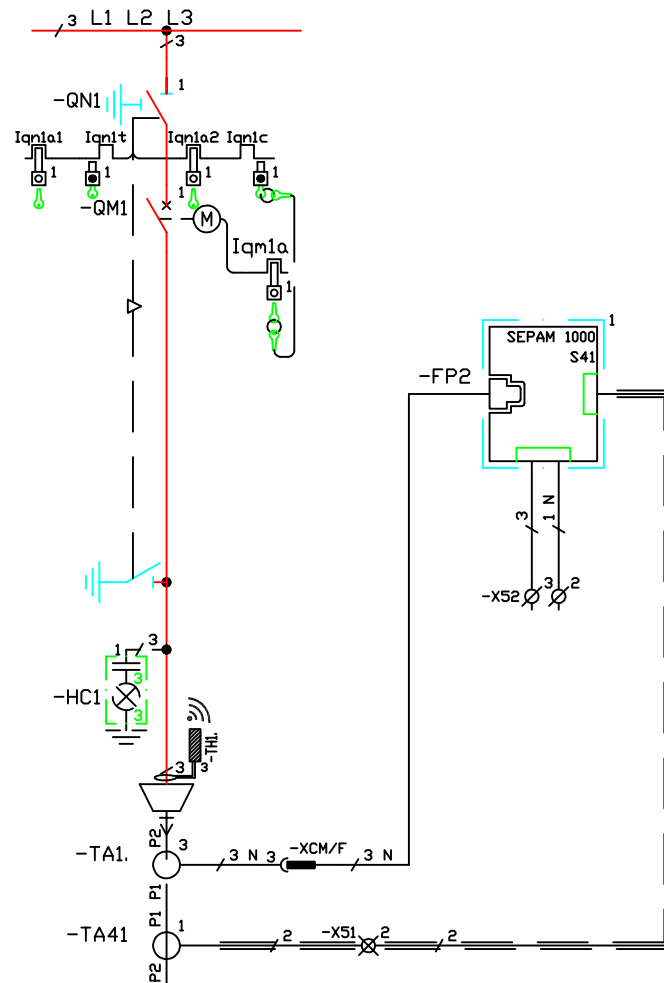 3 L1 L2 L3
3
1
-QN1
Iqn1a1 Iqn1t Iqn1a2 Iqn1c
1 1 1 1
-QM1
1
M
Iqm1a
1
1
SEPAM 1000
S41
-FP2
3
1 N
-X52 3 2
1 3
3
-HC1
3
-TH1.
3
3
P2
3
-TA1.
3 N 3 -XCM/F 3 N
P1
P1
1
-TA41
2 -X51 2 2
P2